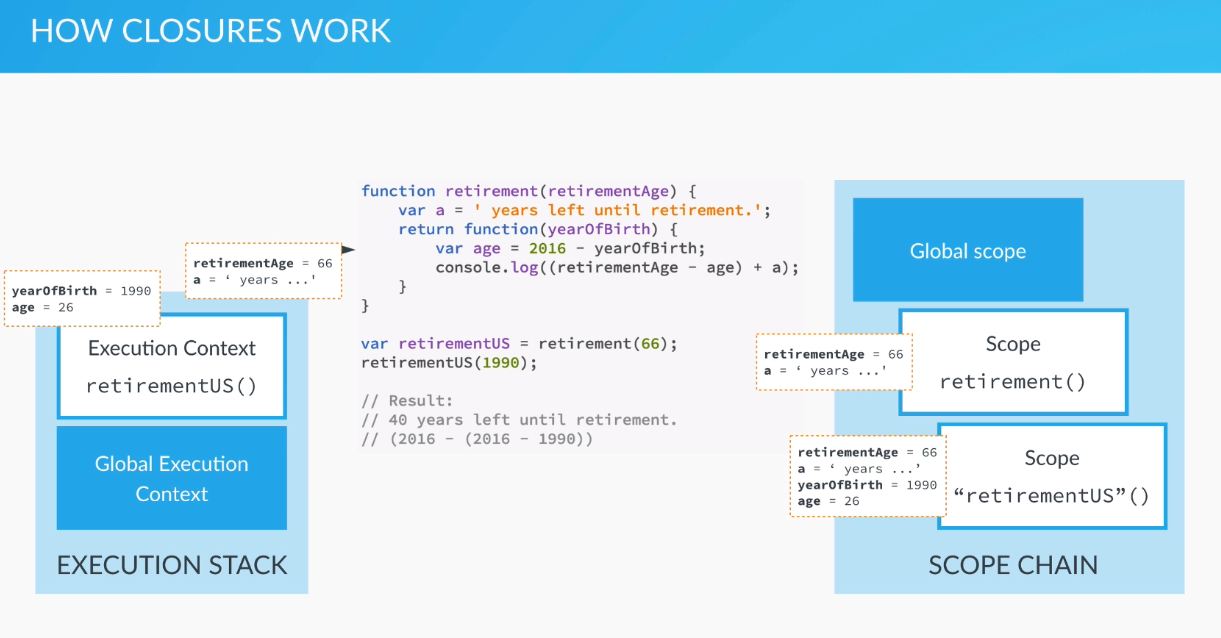 HOW CLOSURES WORK
function retirement(retirementAge) {
var a = ' years left until retirement.';
return function(yearOfBirth) {
var age = 2016 - yearOfBirth;
console.log((retirementAge - age) + a);
}
}
var retirementUS = retirement(66);
retirementUS(1990);
// Result:
// 40 years left until retirement.
// (2016 - (2016 - 1990))
retirementAge = 66
a = ‘ years ...'
yearOfBirth = 1990
age = 26
Execution Context
retirementUS()
Global Execution
Context
EXECUTION STACK
Global scope
retirementAge = 66
a = ‘ years ...'
Scope
retirement()
retirementAge = 66
a = ‘ years ...’
yearOfBirth = 1990
age = 26
Scope
“retirementUS”()
SCOPE CHAIN